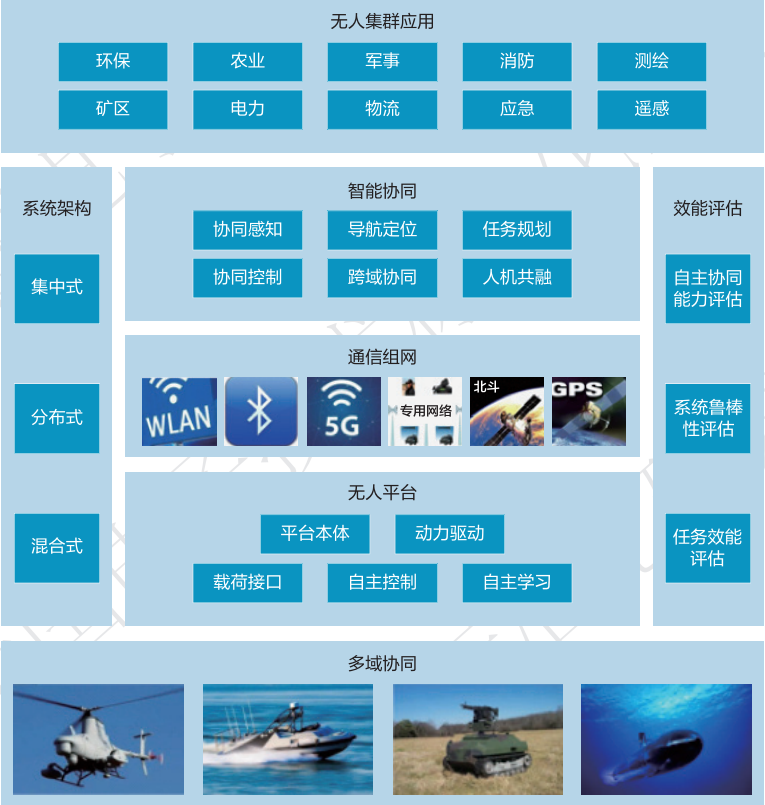 无人集群应用
环保
农业
军事
消防
测绘
矿区
电力
物流
应急
遥感
系统架构
集中式
分布式
混合式
智能协同
协同感知
导航定位
任务规划
协同控制
跨域协同
人机共融
通信组网
WLAN
5G
专用网络
北斗
GPS
无人平台
平台本体
动力驱动
载荷接口
自主控制
自主学习
效能评估
自主协同
能力评估
系统鲁棒
性评估
任务效能
评估
多域协同